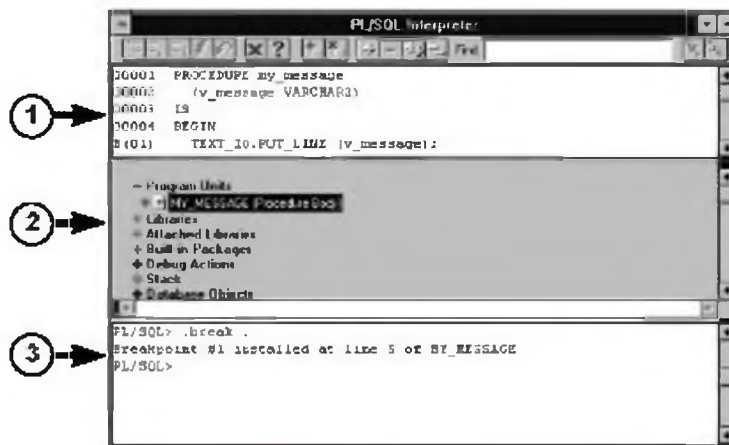 PL/SQL Interpreter
Find
00001 PROCEDURE my_message
00002 (v_message VARCHAR2)
00003 IS
00004 BEGIN
B(01) TEXT_IO.PUT_LINE (v_message);
1
− Program Units
MY_MESSAGE (Procedure Body)
2
Libraries
Attached Libraries
+ Built-in Packages
Debug Actions
Stack
Database Objects
PL/SQL> .break .
Breakpoint #1 installed at line 5 of MY_MESSAGE
3
PL/SQL>